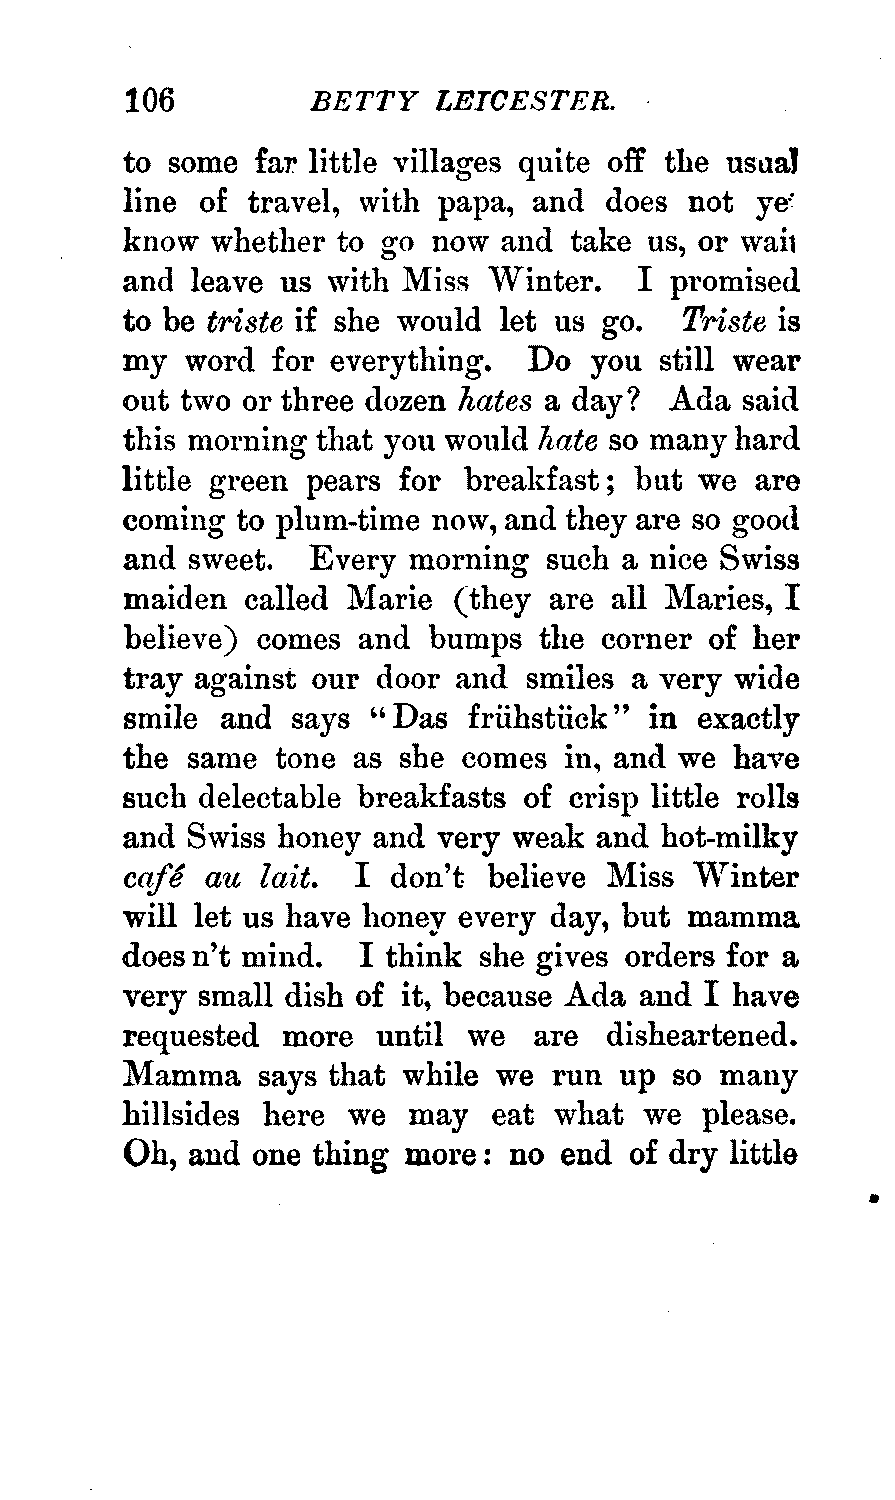 106 BETTY LEICESTER.
to some far little villages quite off the usual
line of travel, with papa, and does not yet
know whether to go now and take us, or wait
and leave us with Miss Winter. I promised
to be triste if she would let us go. Triste is
my word for everything. Do you still wear
out two or three dozen hates a day? Ada said
this morning that you would hate so many hard
little green pears for breakfast; but we are
coming to plum-time now, and they are so good
and sweet. Every morning such a nice Swiss
maiden called Marie (they are all Maries, I
believe) comes and bumps the corner of her
tray against our door and smiles a very wide
smile and says "Das frühstück" in exactly
the same tone as she comes in, and we have
such delectable breakfasts of crisp little rolls
and Swiss honey and very weak and hot-milky
café au lait. I don't believe Miss Winter
will let us have honey every day, but mamma
does n't mind. I think she gives orders for a
very small dish of it, because Ada and I have
requested more until we are disheartened.
Mamma says that while we run up so many
hillsides here we may eat what we please.
Oh, and one thing more: no end of dry little